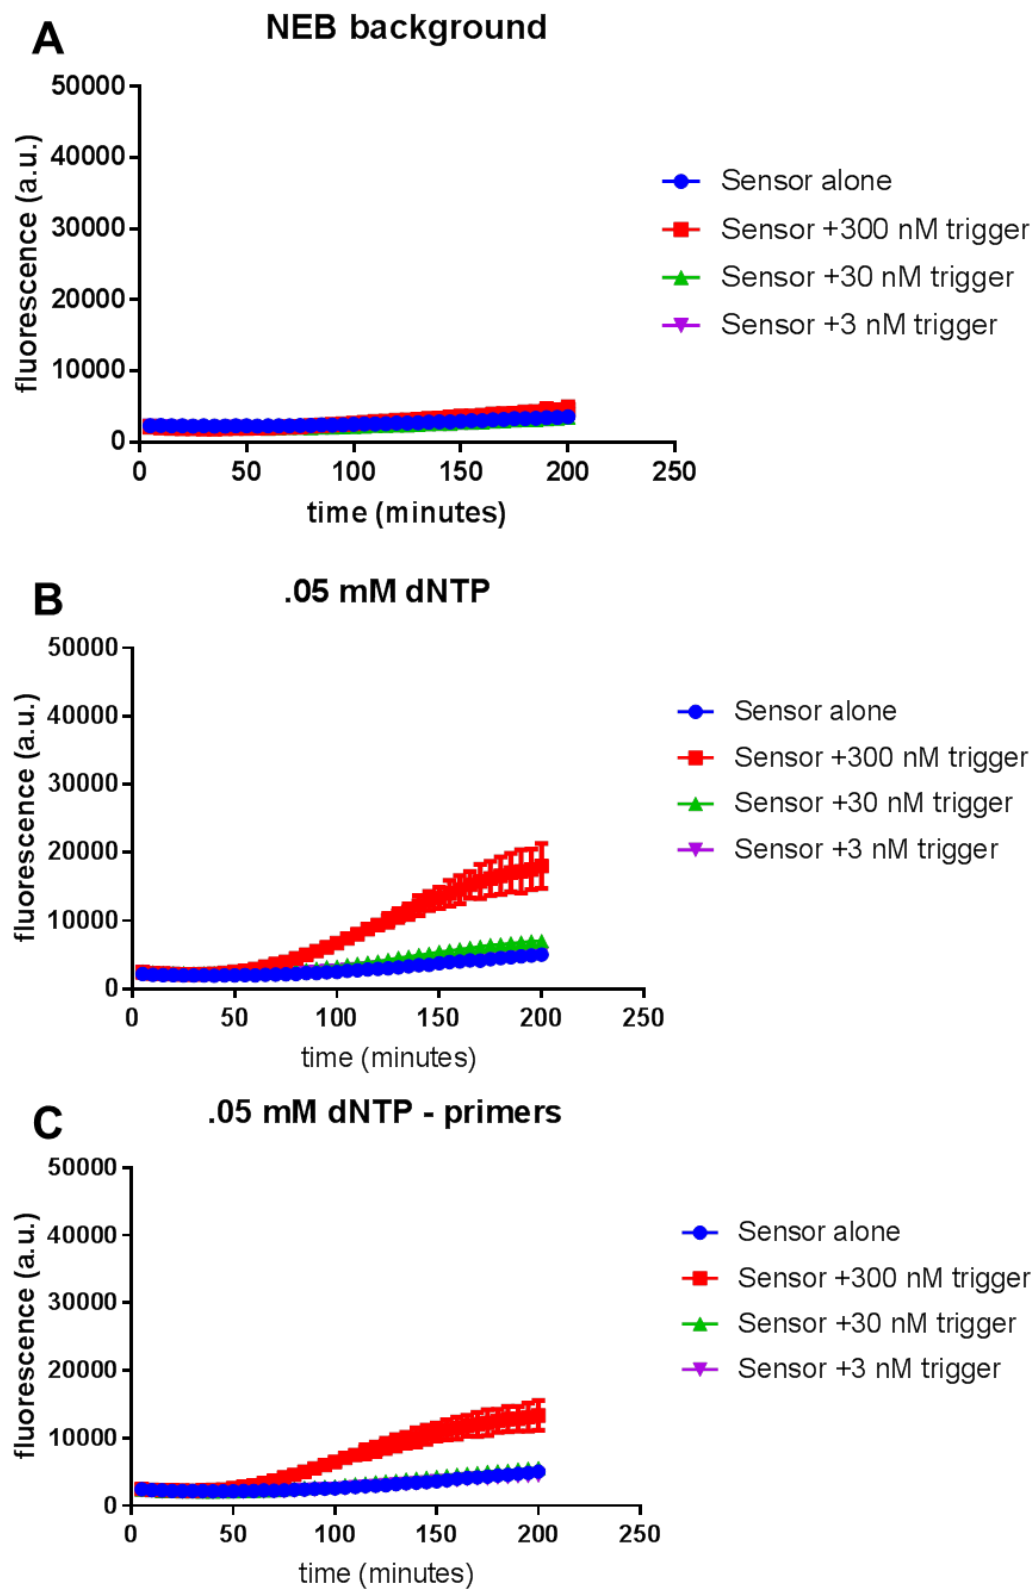 A
NEB background
50000
40000
30000
20000
10000
0
fluorescence (a.u.)
0 50 100 150 200 250
time (minutes)
Sensor alone
Sensor +300 nM trigger
Sensor +30 nM trigger
Sensor +3 nM trigger
B
.05 mM dNTP
50000
40000
30000
20000
10000
0
fluorescence (a.u.)
0 50 100 150 200 250
time (minutes)
Sensor alone
Sensor +300 nM trigger
Sensor +30 nM trigger
Sensor +3 nM trigger
C
.05 mM dNTP - primers
50000
40000
30000
20000
10000
0
fluorescence (a.u.)
0 50 100 150 200 250
time (minutes)
Sensor alone
Sensor +300 nM trigger
Sensor +30 nM trigger
Sensor +3 nM trigger